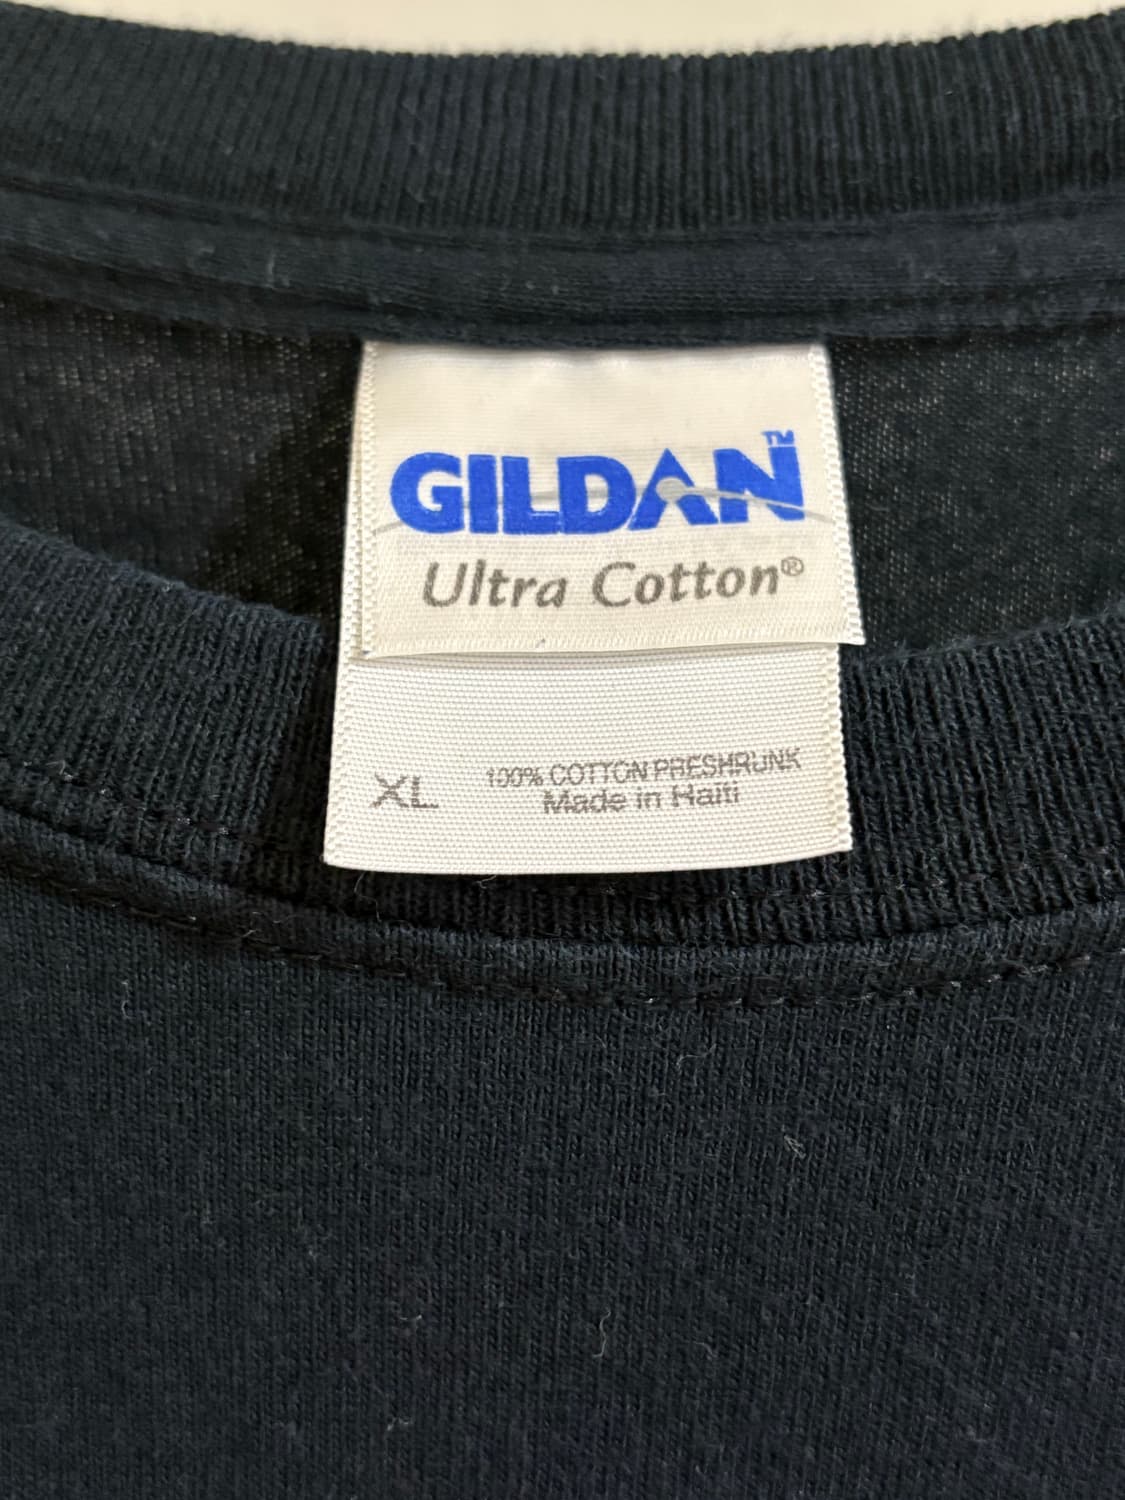 GILDAN™
Ultra Cotton®
XL 100% COTTON PRESHRUNK
Made in Haiti